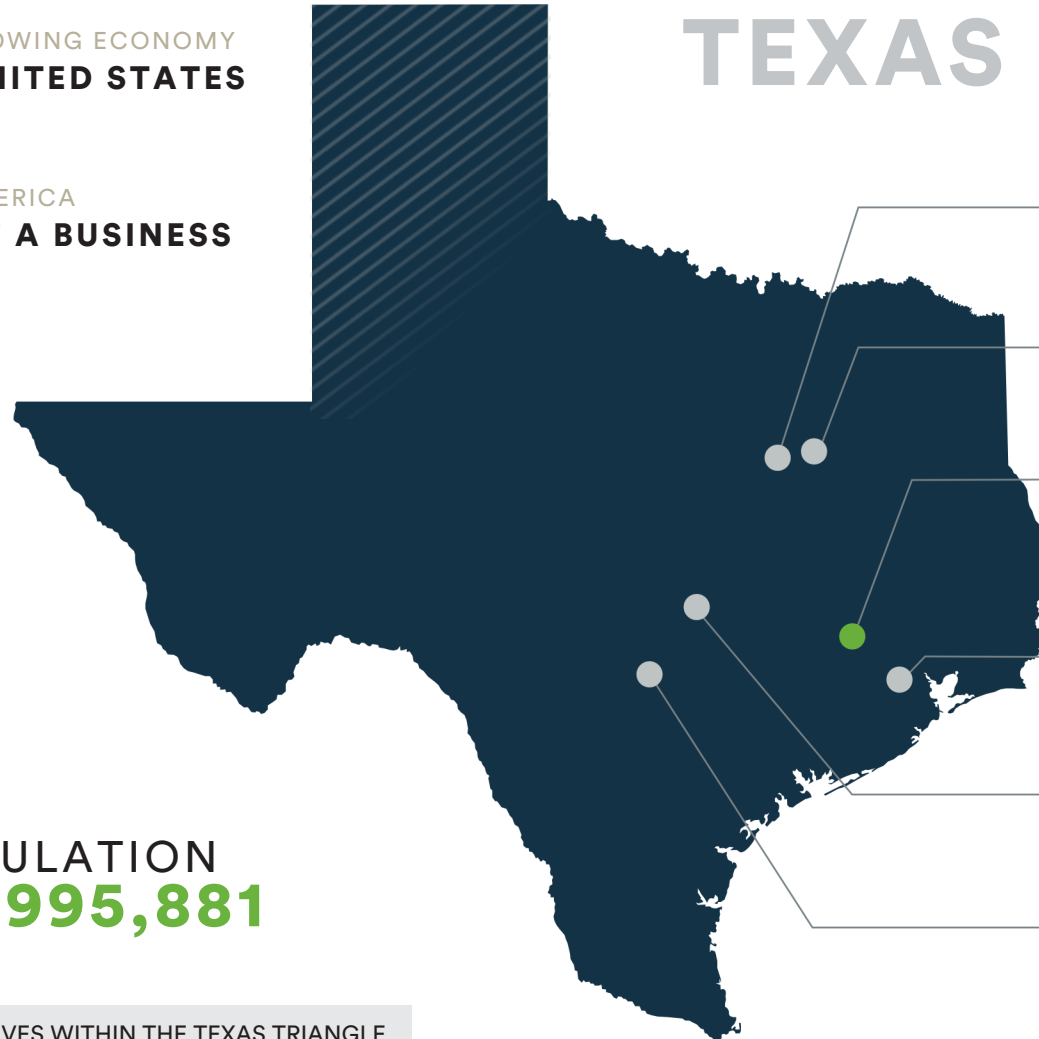 OWING ECONOMY
NITED STATES
TEXAS
ERICA
A BUSINESS
ULATION
995,881
VES WITHIN THE TEXAS TRIANGLE